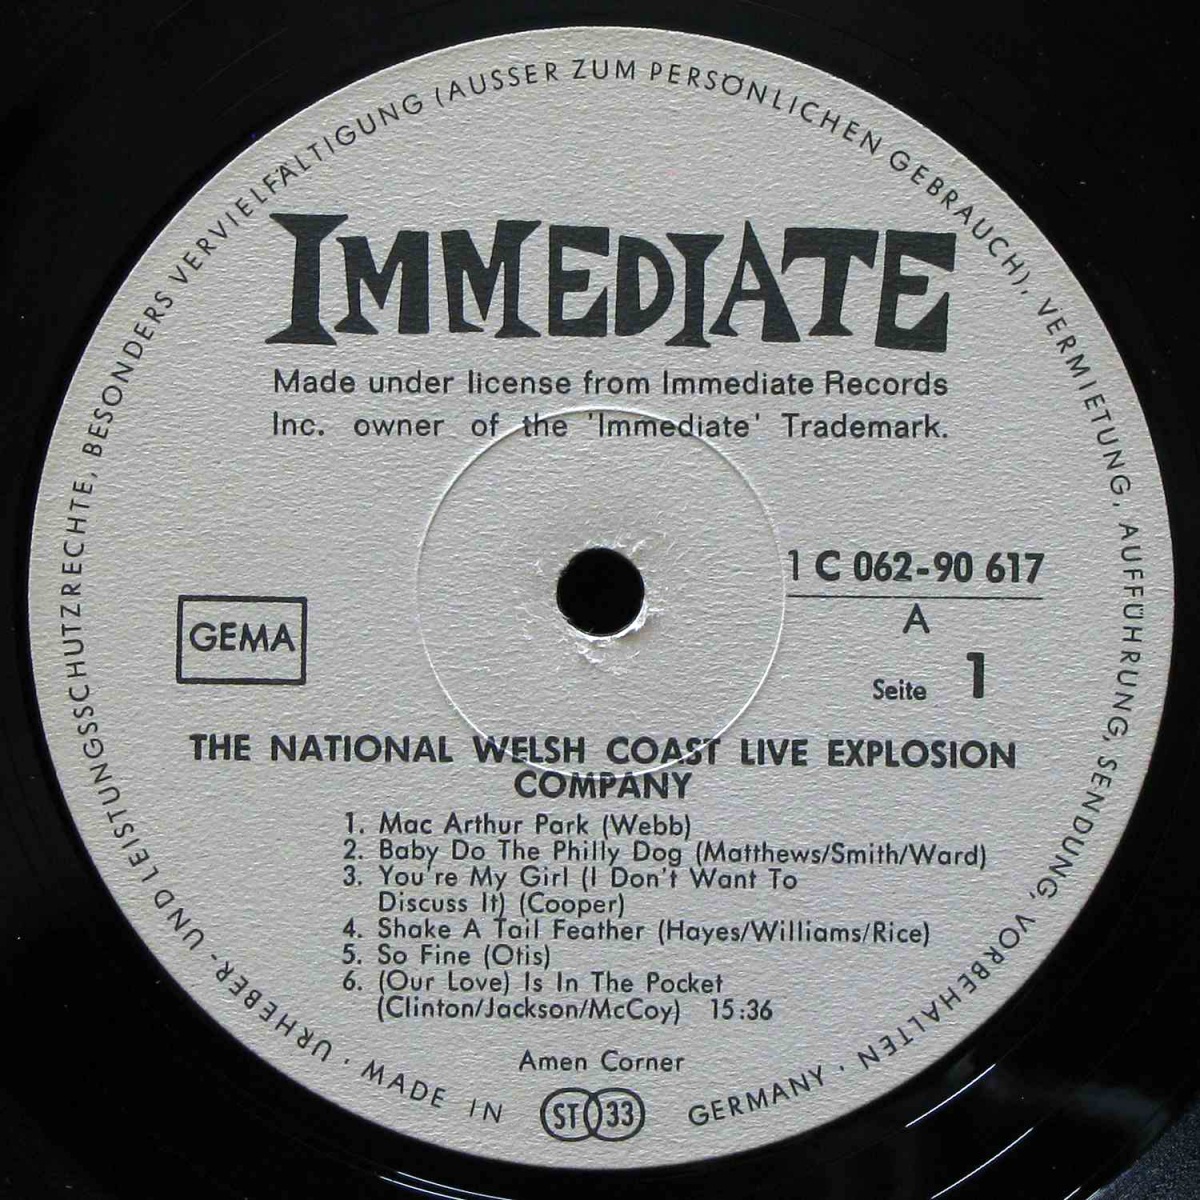 URHEBER- UND LEISTUNGSSCHUTZRECHTE, BESONDERS VERVIELFÄLTIGUNG (AUSSER ZUM PERSÖNLICHEN GEBRAUCH), VERMIETUNG, AUFFÜHRUNG, SENDUNG, VORBEHALTEN · MADE IN GERMANY ·
IMMEDIATE
Made under license from Immediate Records
Inc. owner of the 'Immediate' Trademark.
1 C 062-90 617
A
GEMA
Seite 1
THE NATIONAL WELSH COAST LIVE EXPLOSION
COMPANY
1. Mac Arthur Park (Webb)
2. Baby Do The Philly Dog (Matthews/Smith/Ward)
3. You're My Girl (I Don't Want To
Discuss It) (Cooper)
4. Shake A Tail Feather (Hayes/Williams/Rice)
5. So Fine (Otis)
6. (Our Love) Is In The Pocket
(Clinton/Jackson/McCoy) 15:36
Amen Corner
ST 33